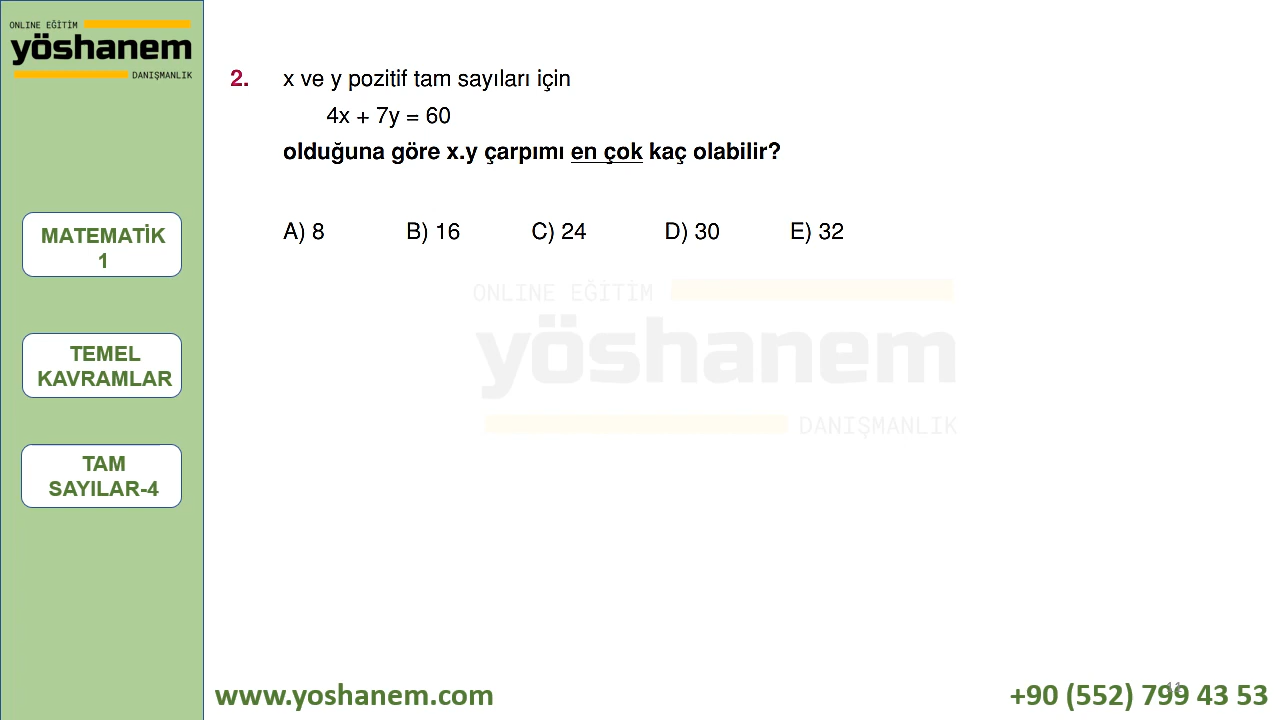 ONLINE EĞİTİM
yöshanem
DANIŞMANLIK
MATEMATİK
1
TEMEL
KAVRAMLAR
TAM
SAYILAR-4
2. x ve y pozitif tam sayıları için
4x + 7y = 60
olduğuna göre x.y çarpımı en çok kaç olabilir?
A) 8 B) 16 C) 24 D) 30 E) 32
ONLINE EĞİTİM
yöshanem
DANIŞMANLIK
www.yoshanem.com
+90 (552) 799 43 53